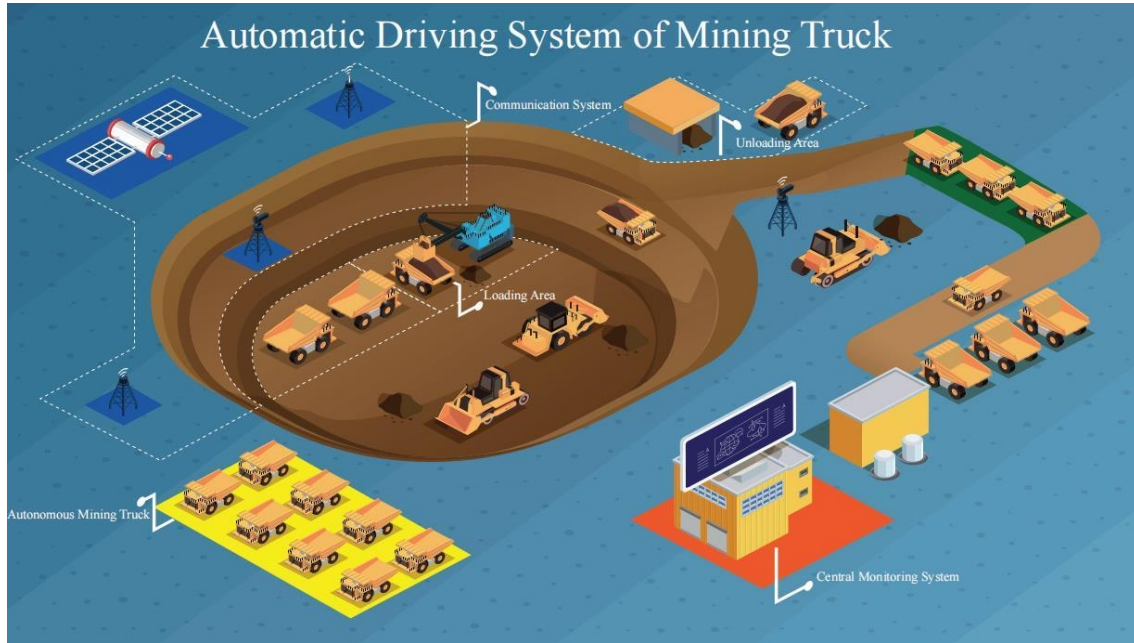 Automatic Driving System of Mining Truck
Communication System
Unloading Area
Loading Area
Autonomous Mining Truck
Central Monitoring System